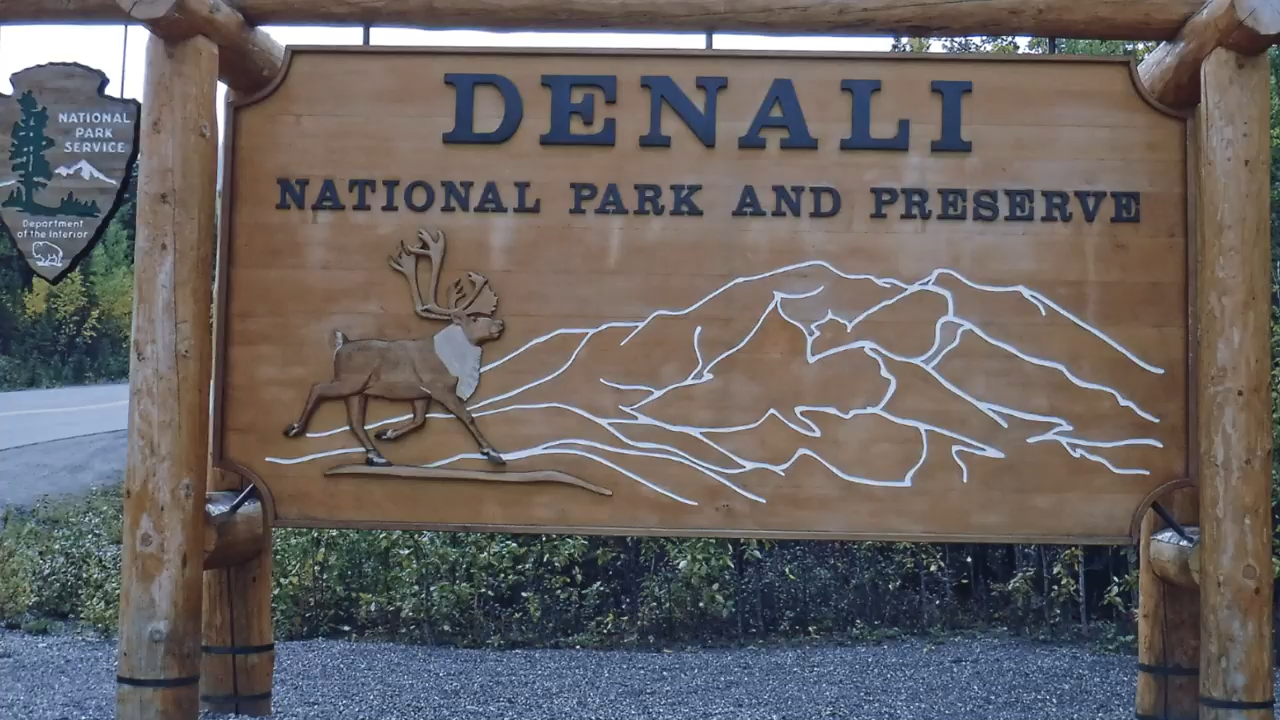 DENALI
NATIONAL PARK AND PRESERVE
NATIONAL
PARK
SERVICE
Department
of the Interior